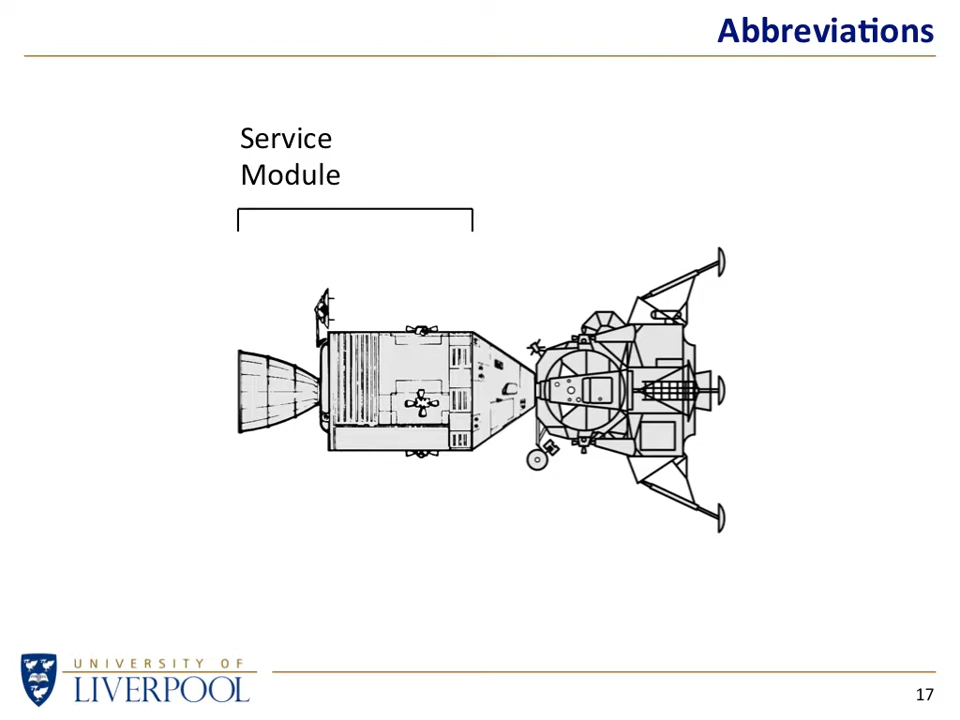 Abbreviations
Service
Module
UNIVERSITY OF
LIVERPOOL
17